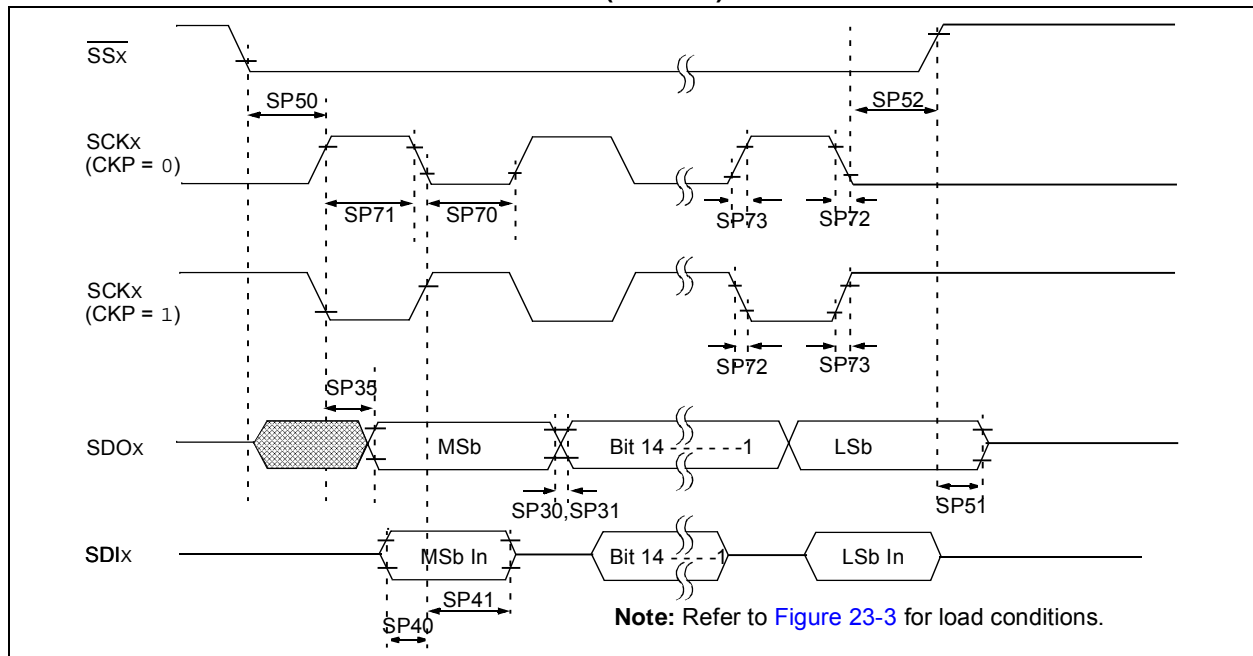 SSx
SP50
SP52
SCKx
(CKP = 0)
SP71
SP70
SP73
SP72
SCKx
(CKP = 1)
SP72
SP73
SP35
SDOx
MSb
Bit 14 - - - - - -1
LSb
SP30,SP31
SP51
SDIx
MSb In
Bit 14 - - - -1
LSb In
SP41
SP40
Note: Refer to Figure 23-3 for load conditions.